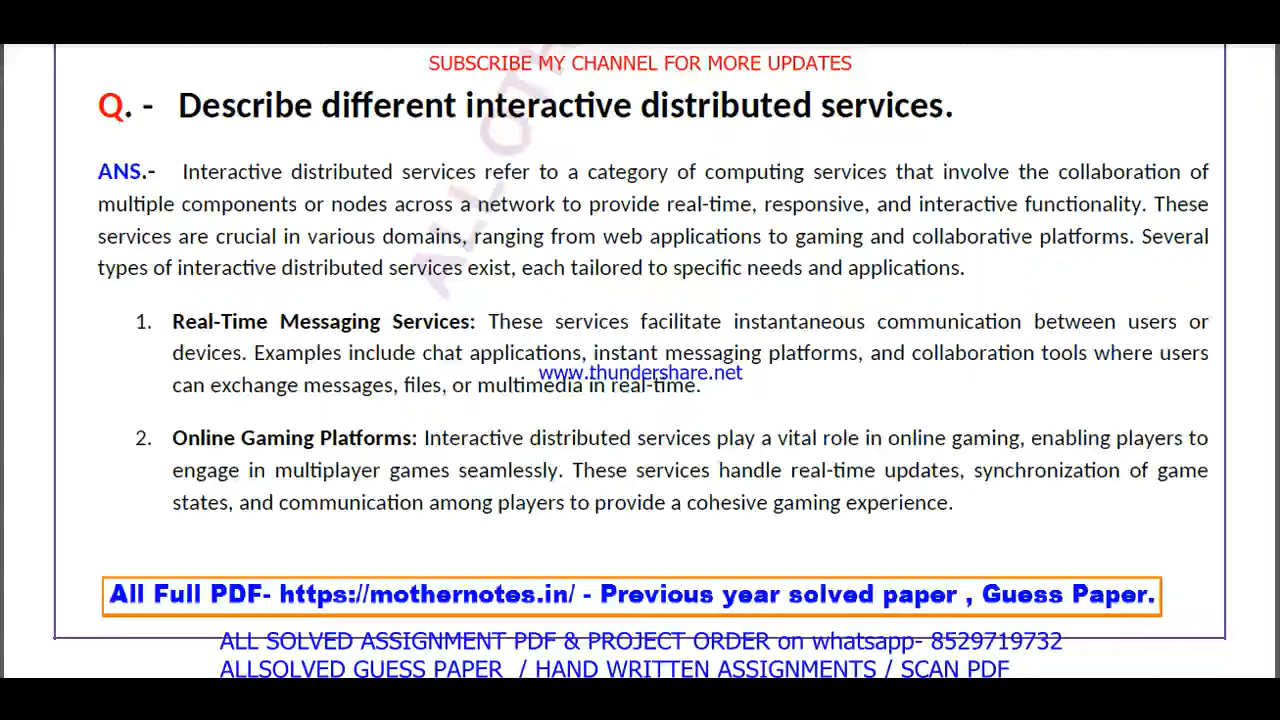 SUBSCRIBE MY CHANNEL FOR MORE UPDATES
Q. - Describe different interactive distributed services.
ANS.- Interactive distributed services refer to a category of computing services that involve the collaboration of
multiple components or nodes across a network to provide real-time, responsive, and interactive functionality. These
services are crucial in various domains, ranging from web applications to gaming and collaborative platforms. Several
types of interactive distributed services exist, each tailored to specific needs and applications.
1. Real-Time Messaging Services: These services facilitate instantaneous communication between users or
devices. Examples include chat applications, instant messaging platforms, and collaboration tools where users
www.thundershare.net
can exchange messages, files, or multimedia in real-time.
2. Online Gaming Platforms: Interactive distributed services play a vital role in online gaming, enabling players to
engage in multiplayer games seamlessly. These services handle real-time updates, synchronization of game
states, and communication among players to provide a cohesive gaming experience.
All Full PDF- https://mothernotes.in/ - Previous year solved paper , Guess Paper.
ALL SOLVED ASSIGNMENT PDF & PROJECT ORDER on whatsapp- 8529719732
ALLSOLVED GUESS PAPER / HAND WRITTEN ASSIGNMENTS / SCAN PDF